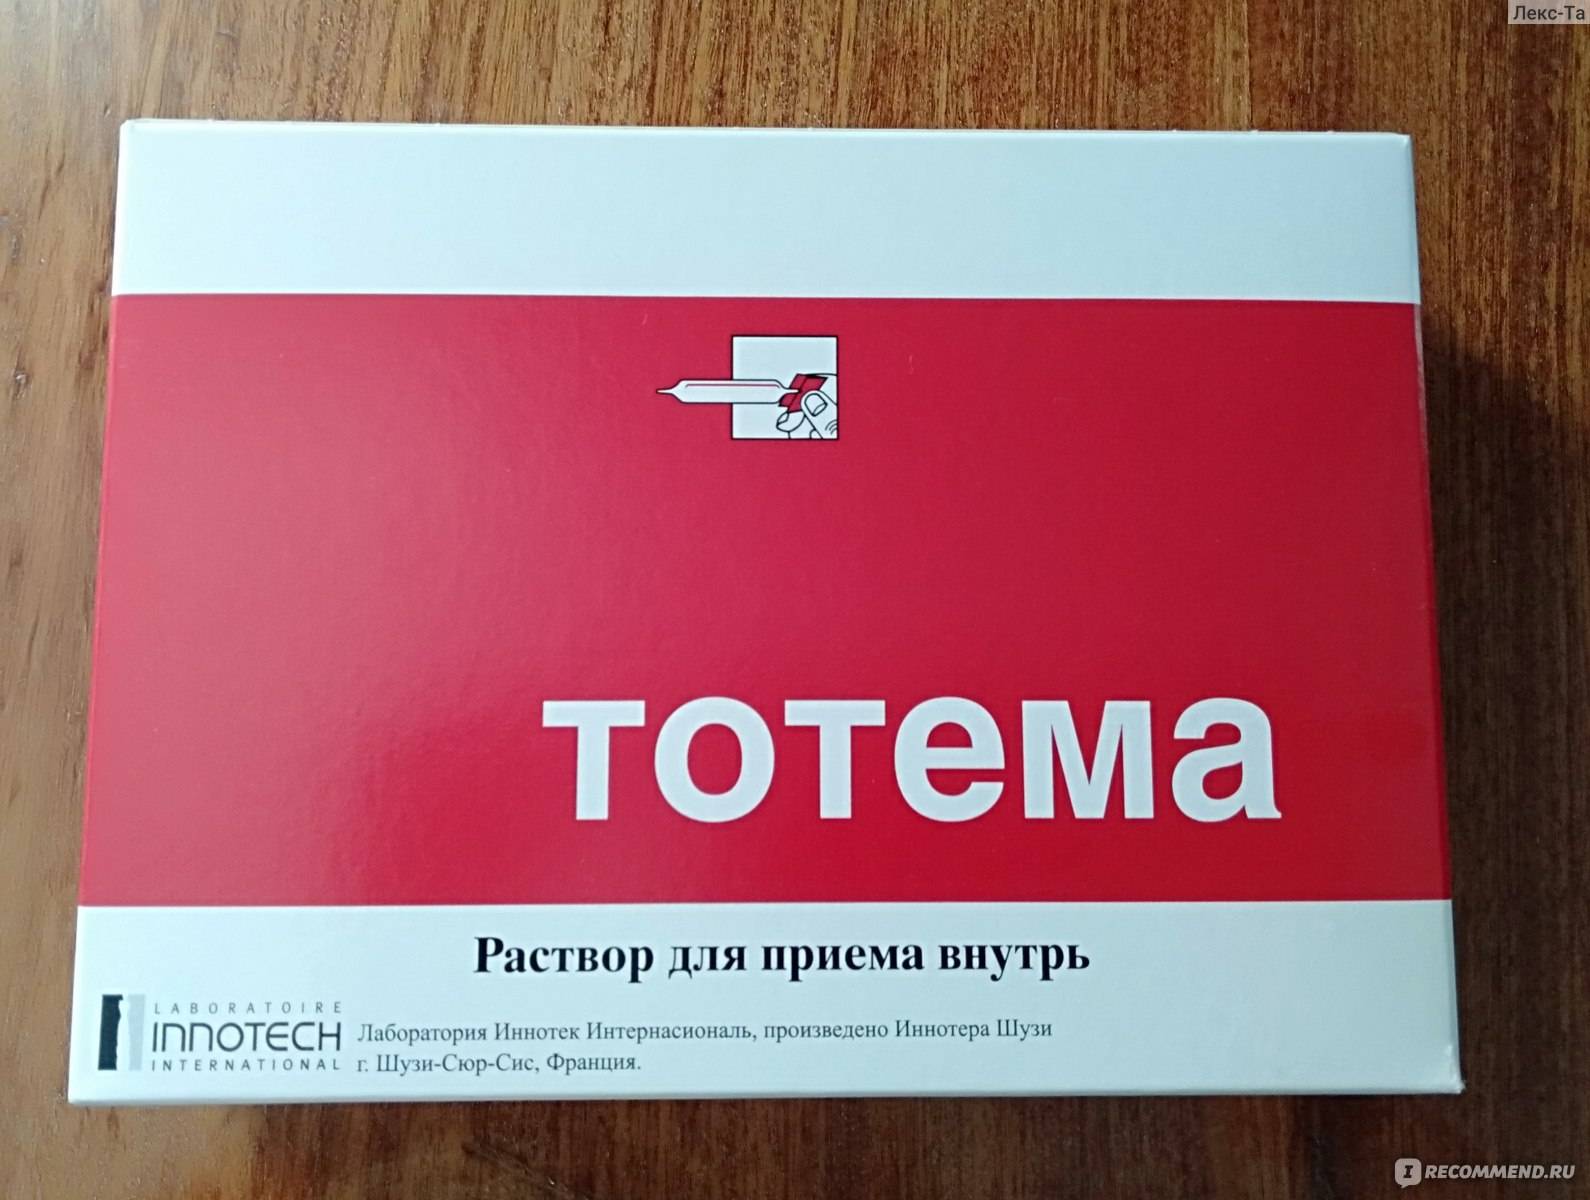 Лекс-Та
тотема
Раствор для приема внутрь
LABORATOIRE
INNOTECH
INTERNATIONAL
Лаборатория Иннотек Интернасиональ, произведено Иннотера Шузи
г. Шузи-Сюр-Сис, Франция.
I RECOMMEND.RU